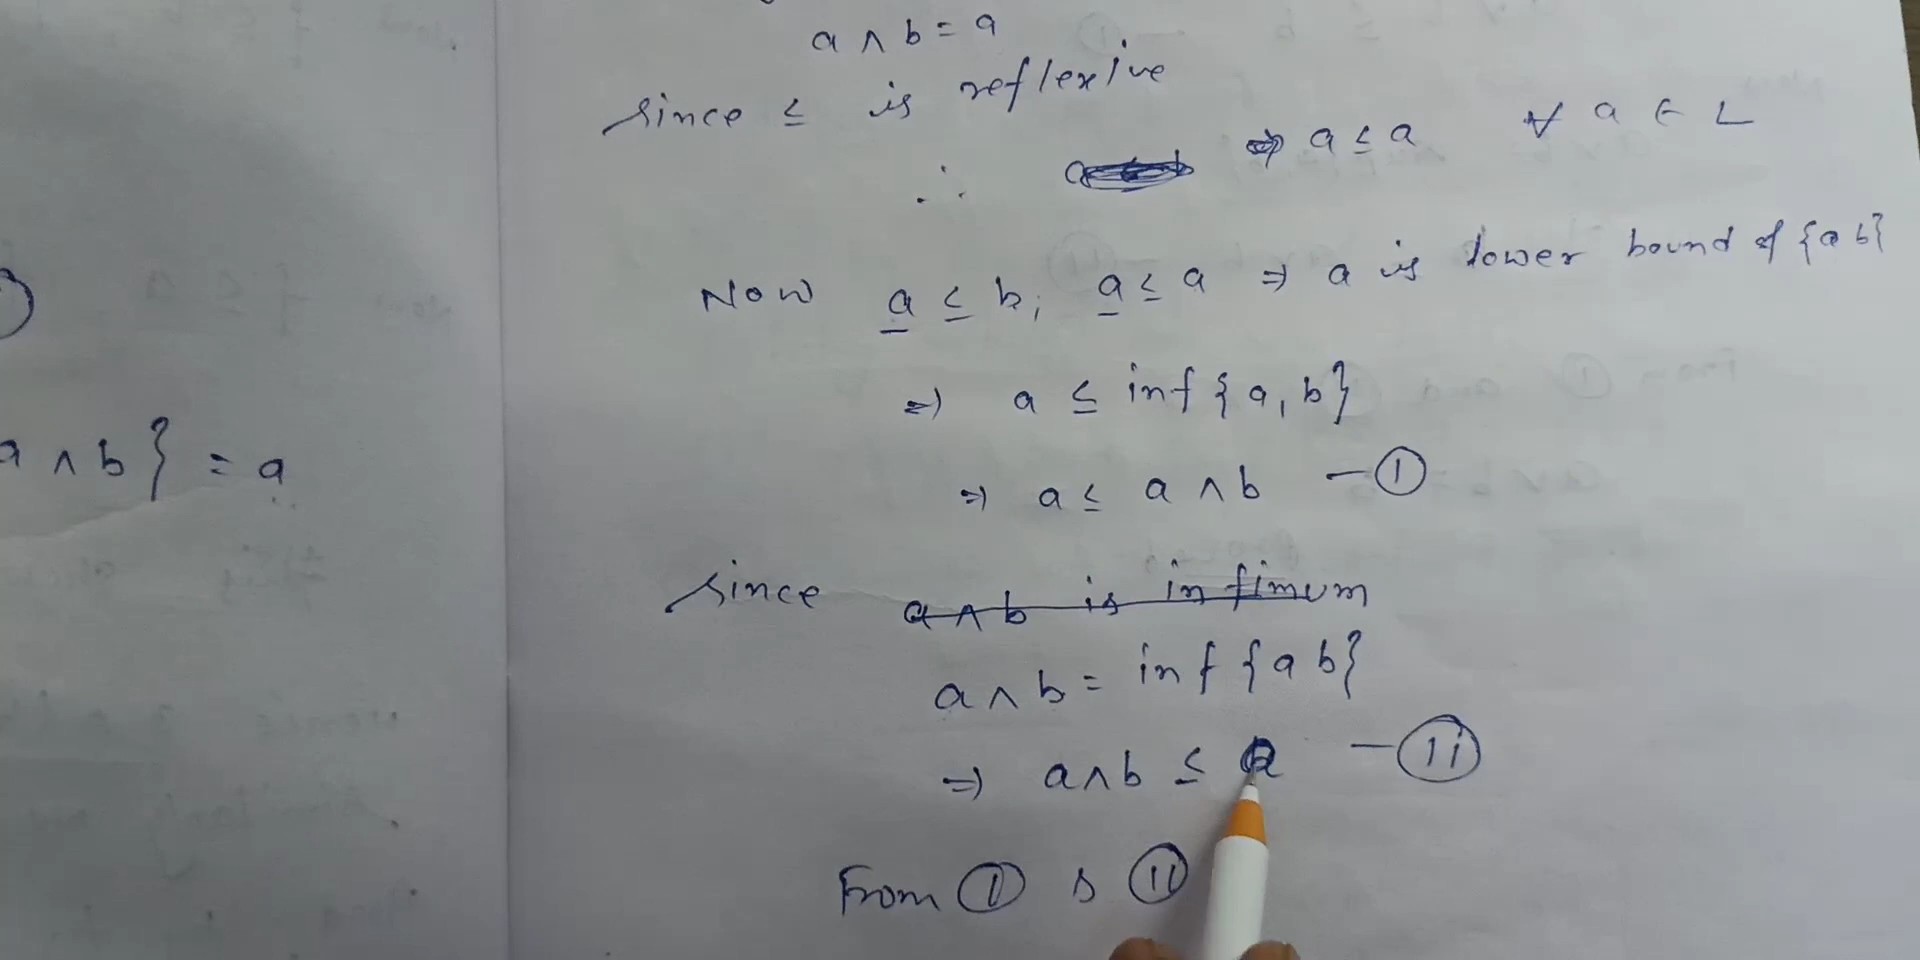 a ∧ b } = a
a ∧ b = a
Since ≤ is reflexive
∴ ⇒ a ≤ a ∀ a ∈ L
Now a ≤ b, a ≤ a ⇒ a is lower bound of {a b}
⇒ a ≤ inf { a, b}
⇒ a ≤ a ∧ b — ①
Since a ∧ b is infimum
a ∧ b = inf {a b}
⇒ a ∧ b ≤ a — ⑪
From ① & ⑪